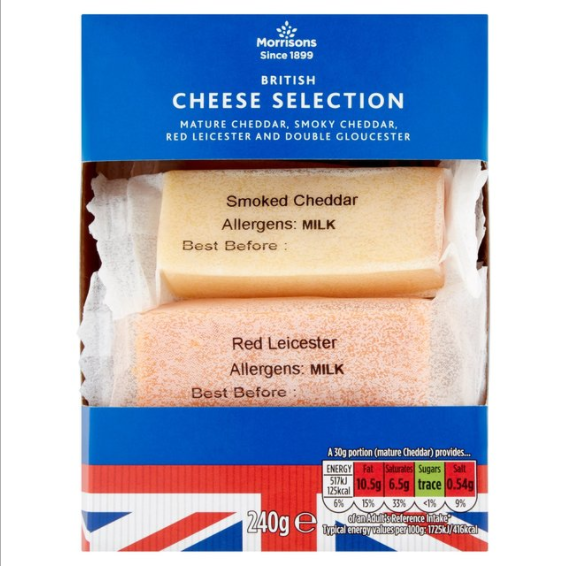 Morrisons
Since 1899
BRITISH
CHEESE SELECTION
MATURE CHEDDAR, SMOKY CHEDDAR,
RED LEICESTER AND DOUBLE GLOUCESTER
Smoked Cheddar
Allergens: MILK
Best Before :
Red Leicester
Allergens: MILK
Best Before :
A 30g portion (mature Cheddar) provides...
ENERGY Fat Saturates Sugars Salt
517kJ
125kcal 10.5g 6.5g trace 0.54g
6% 15% 33% <1% 9%
of an Adult's Reference Intake*
Typical energy values per 100g: 1725kJ/416kcal
240g ℮